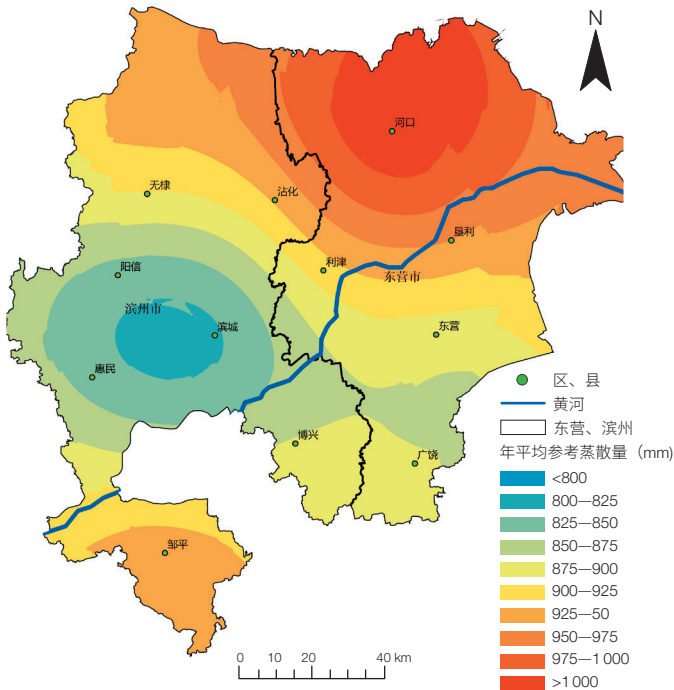 N
河口
无棣
沾化
垦利
阳信
利津
东营市
滨州市
滨城
东营
惠民
博兴
广饶
邹平
区、县
黄河
东营、滨州
年平均参考蒸散量（mm）
<800
800—825
825—850
850—875
875—900
900—925
925—50
950—975
975—1 000
>1 000
0 10 20 40 km